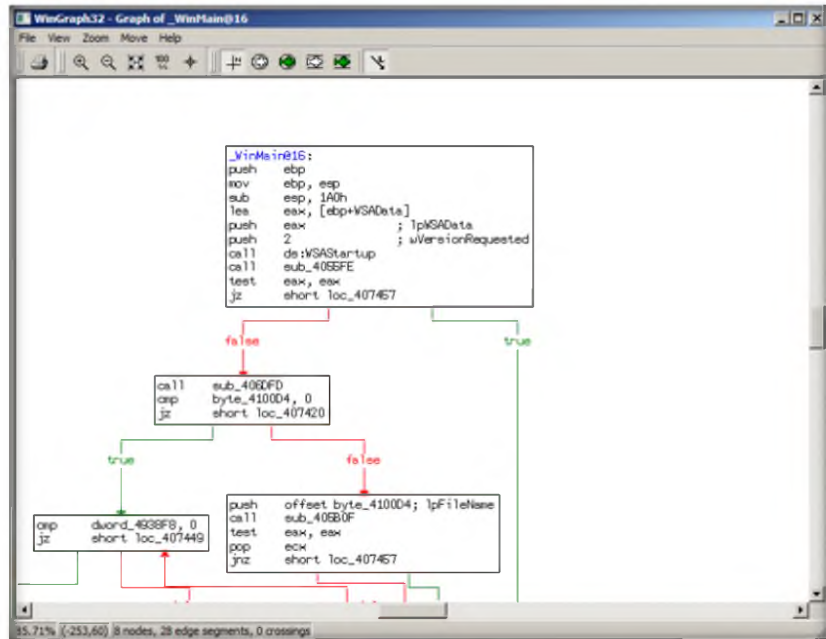 WinGraph32 - Graph of _WinMain@16
File View Zoom Move Help
100
_WinMain@16:
push ebp
mov ebp, esp
sub esp, 1A0h
lea eax, [ebp+WSAData]
push eax ; lpWSAData
push 2 ; wVersionRequested
call ds:WSAStartup
call sub_4055FE
test eax, eax
jz short loc_407457
false
true
call sub_406DFD
cmp byte_4100D4, 0
jz short loc_407420
true
false
cmp dword_4938F8, 0
jz short loc_407449
push offset byte_4100D4; lpFileName
call sub_405B0F
test eax, eax
pop ecx
jnz short loc_407457
85.71% (-253,60) 8 nodes, 28 edge segments, 0 crossings